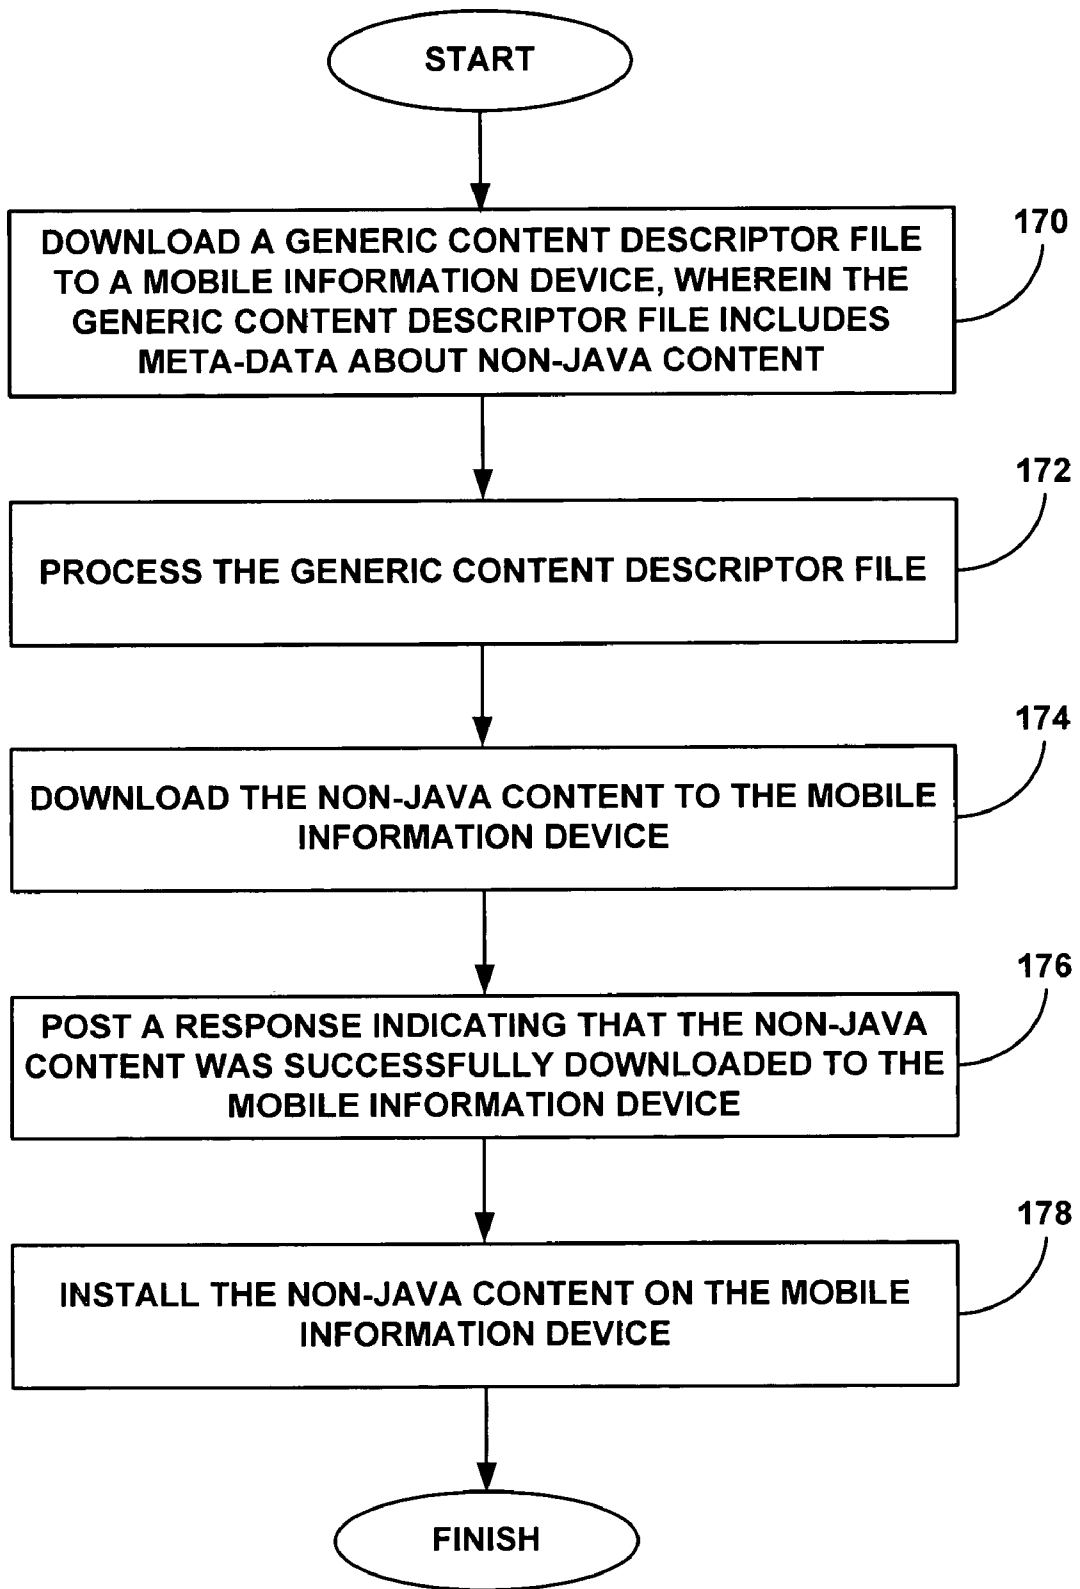 START
170
DOWNLOAD A GENERIC CONTENT DESCRIPTOR FILE
TO A MOBILE INFORMATION DEVICE, WHEREIN THE
GENERIC CONTENT DESCRIPTOR FILE INCLUDES
META-DATA ABOUT NON-JAVA CONTENT
172
PROCESS THE GENERIC CONTENT DESCRIPTOR FILE
174
DOWNLOAD THE NON-JAVA CONTENT TO THE MOBILE
INFORMATION DEVICE
176
POST A RESPONSE INDICATING THAT THE NON-JAVA
CONTENT WAS SUCCESSFULLY DOWNLOADED TO THE
MOBILE INFORMATION DEVICE
178
INSTALL THE NON-JAVA CONTENT ON THE MOBILE
INFORMATION DEVICE
FINISH